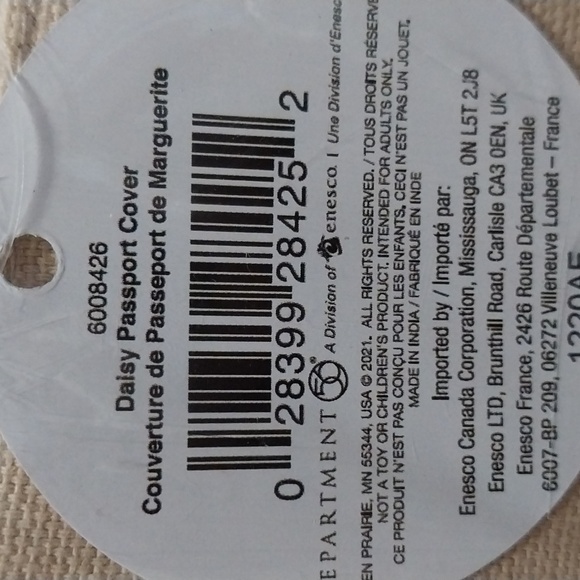 6008426
Daisy Passport Cover
Couverture de Passeport de Marguerite
0 28399 28425 2
EPARTMENT 56® A Division of enesco. | Une Division d'Enesco
EN PRAIRIE, MN 55344, USA © 2021. ALL RIGHTS RESERVED. / TOUS DROITS RÉSERVÉ
NOT A TOY OR CHILDREN'S PRODUCT, INTENDED FOR ADULTS ONLY.
CE PRODUIT N'EST PAS CONÇU POUR LES ENFANTS, CECI N'EST PAS UN JOUET.
MADE IN INDIA / FABRIQUÉ EN INDE
Imported by / Importé par:
Enesco Canada Corporation, Mississauga, ON L5T 2J8
Enesco LTD, Brunthill Road, Carlisle CA3 0EN, UK
Enesco France, 2426 Route Départementale
6007-BP 209, 06272 Villeneuve Loubet – France
1220AE